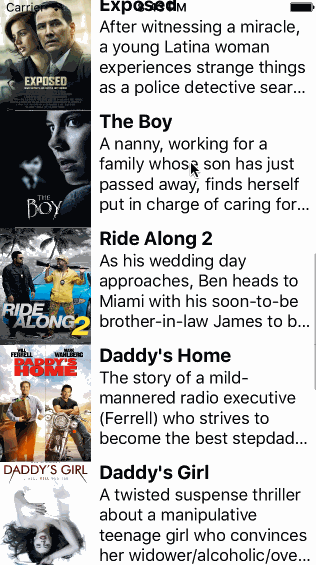 Carrier
Exposed
After witnessing a miracle,
a young Latina woman
experiences strange things
as a police detective sear...
EXPOSED
The Boy
A nanny, working for a
family whose son has just
passed away, finds herself
put in charge of caring for...
THE
BOY
Ride Along 2
As his wedding day
approaches, Ben heads to
Miami with his soon-to-be
brother-in-law James to b...
RIDE
ALONG 2
Daddy's Home
The story of a mild-
mannered radio executive
(Ferrell) who strives to
become the best stepdad...
WILL FERRELL MARK WAHLBERG
DADDY'S
HOME
Daddy's Girl
A twisted suspense thriller
about a manipulative
teenage girl who convinces
her widower/alcoholic/ove...
DADDY'S GIRL